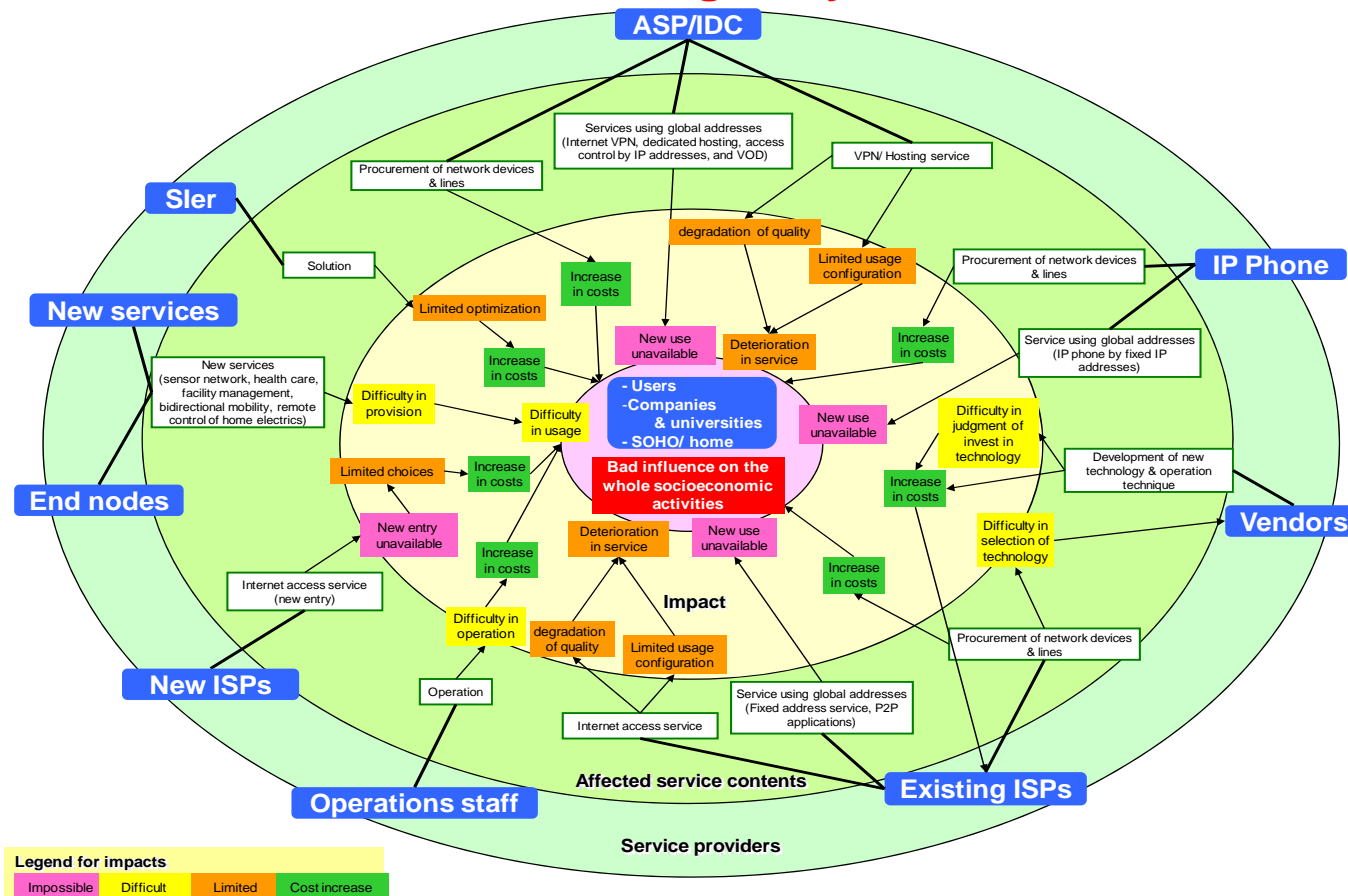 ASP/IDC
Services using global addresses
(Internet VPN, dedicated hosting, access
control by IP addresses, and VOD)
VPN/ Hosting service
Procurement of network devices
& lines
SIer
degradation of quality
Solution
Limited usage
configuration
Procurement of network devices
& lines
IP Phone
Increase
in costs
New services
Limited optimization
New use
unavailable
Deterioration
in service
Increase
in costs
Service using global addresses
(IP phone by fixed IP
addresses)
Increase
in costs
New services
(sensor network, health care,
facility management,
bidirectional mobility, remote
control of home electrics)
Difficulty in
provision
Difficulty
in usage
- Users
-Companies
& universities
- SOHO/ home
New use
unavailable
Difficulty in
judgment of
invest in
technology
Limited choices
Increase
in costs
Bad influence on the
whole socioeconomic
activities
Increase
in costs
Development of new
technology & operation
technique
End nodes
New entry
unavailable
Deterioration
in service
New use
unavailable
Difficulty in
selection of
technology
Vendors
Increase
in costs
Increase
in costs
Internet access service
(new entry)
Impact
Difficulty in
operation
degradation
of quality
Limited usage
configuration
Procurement of network devices
& lines
New ISPs
Operation
Service using global addresses
(Fixed address service, P2P
applications)
Internet access service
Affected service contents
Existing ISPs
Operations staff
Service providers
Legend for impacts
Impossible
Difficult
Limited
Cost increase